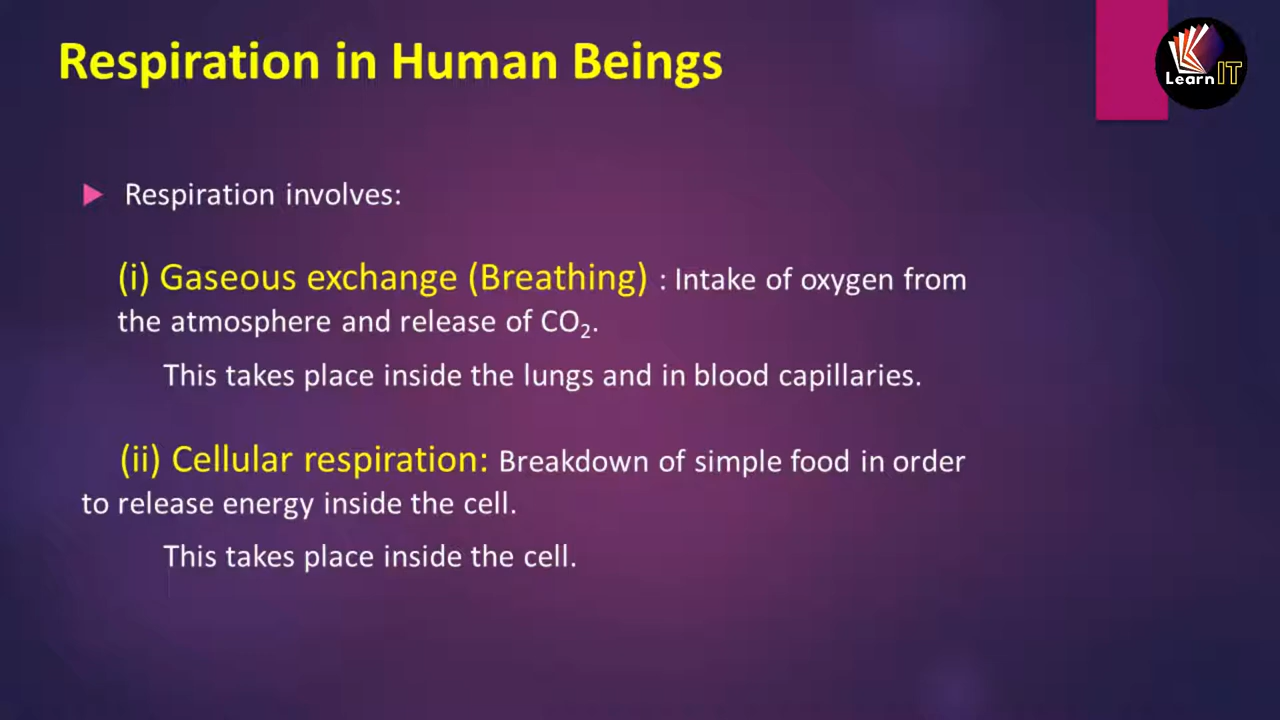 Respiration in Human Beings
Learn IT
Respiration involves:
(i) Gaseous exchange (Breathing) : Intake of oxygen from
the atmosphere and release of CO₂.
This takes place inside the lungs and in blood capillaries.
(ii) Cellular respiration: Breakdown of simple food in order
to release energy inside the cell.
This takes place inside the cell.